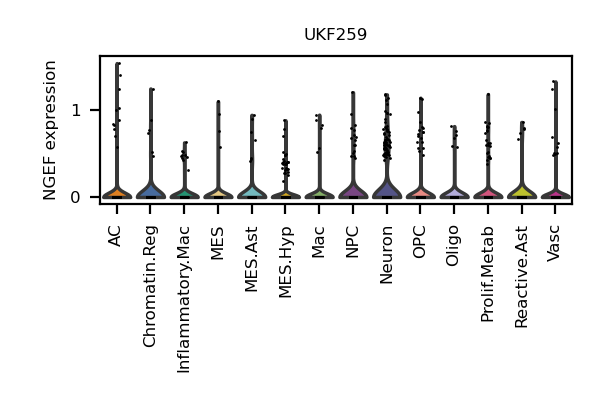 UKF259
NGEF expression
1
0
AC
Chromatin.Reg
Inflammatory.Mac
MES
MES.Ast
MES.Hyp
Mac
NPC
Neuron
OPC
Oligo
Prolif.Metab
Reactive.Ast
Vasc